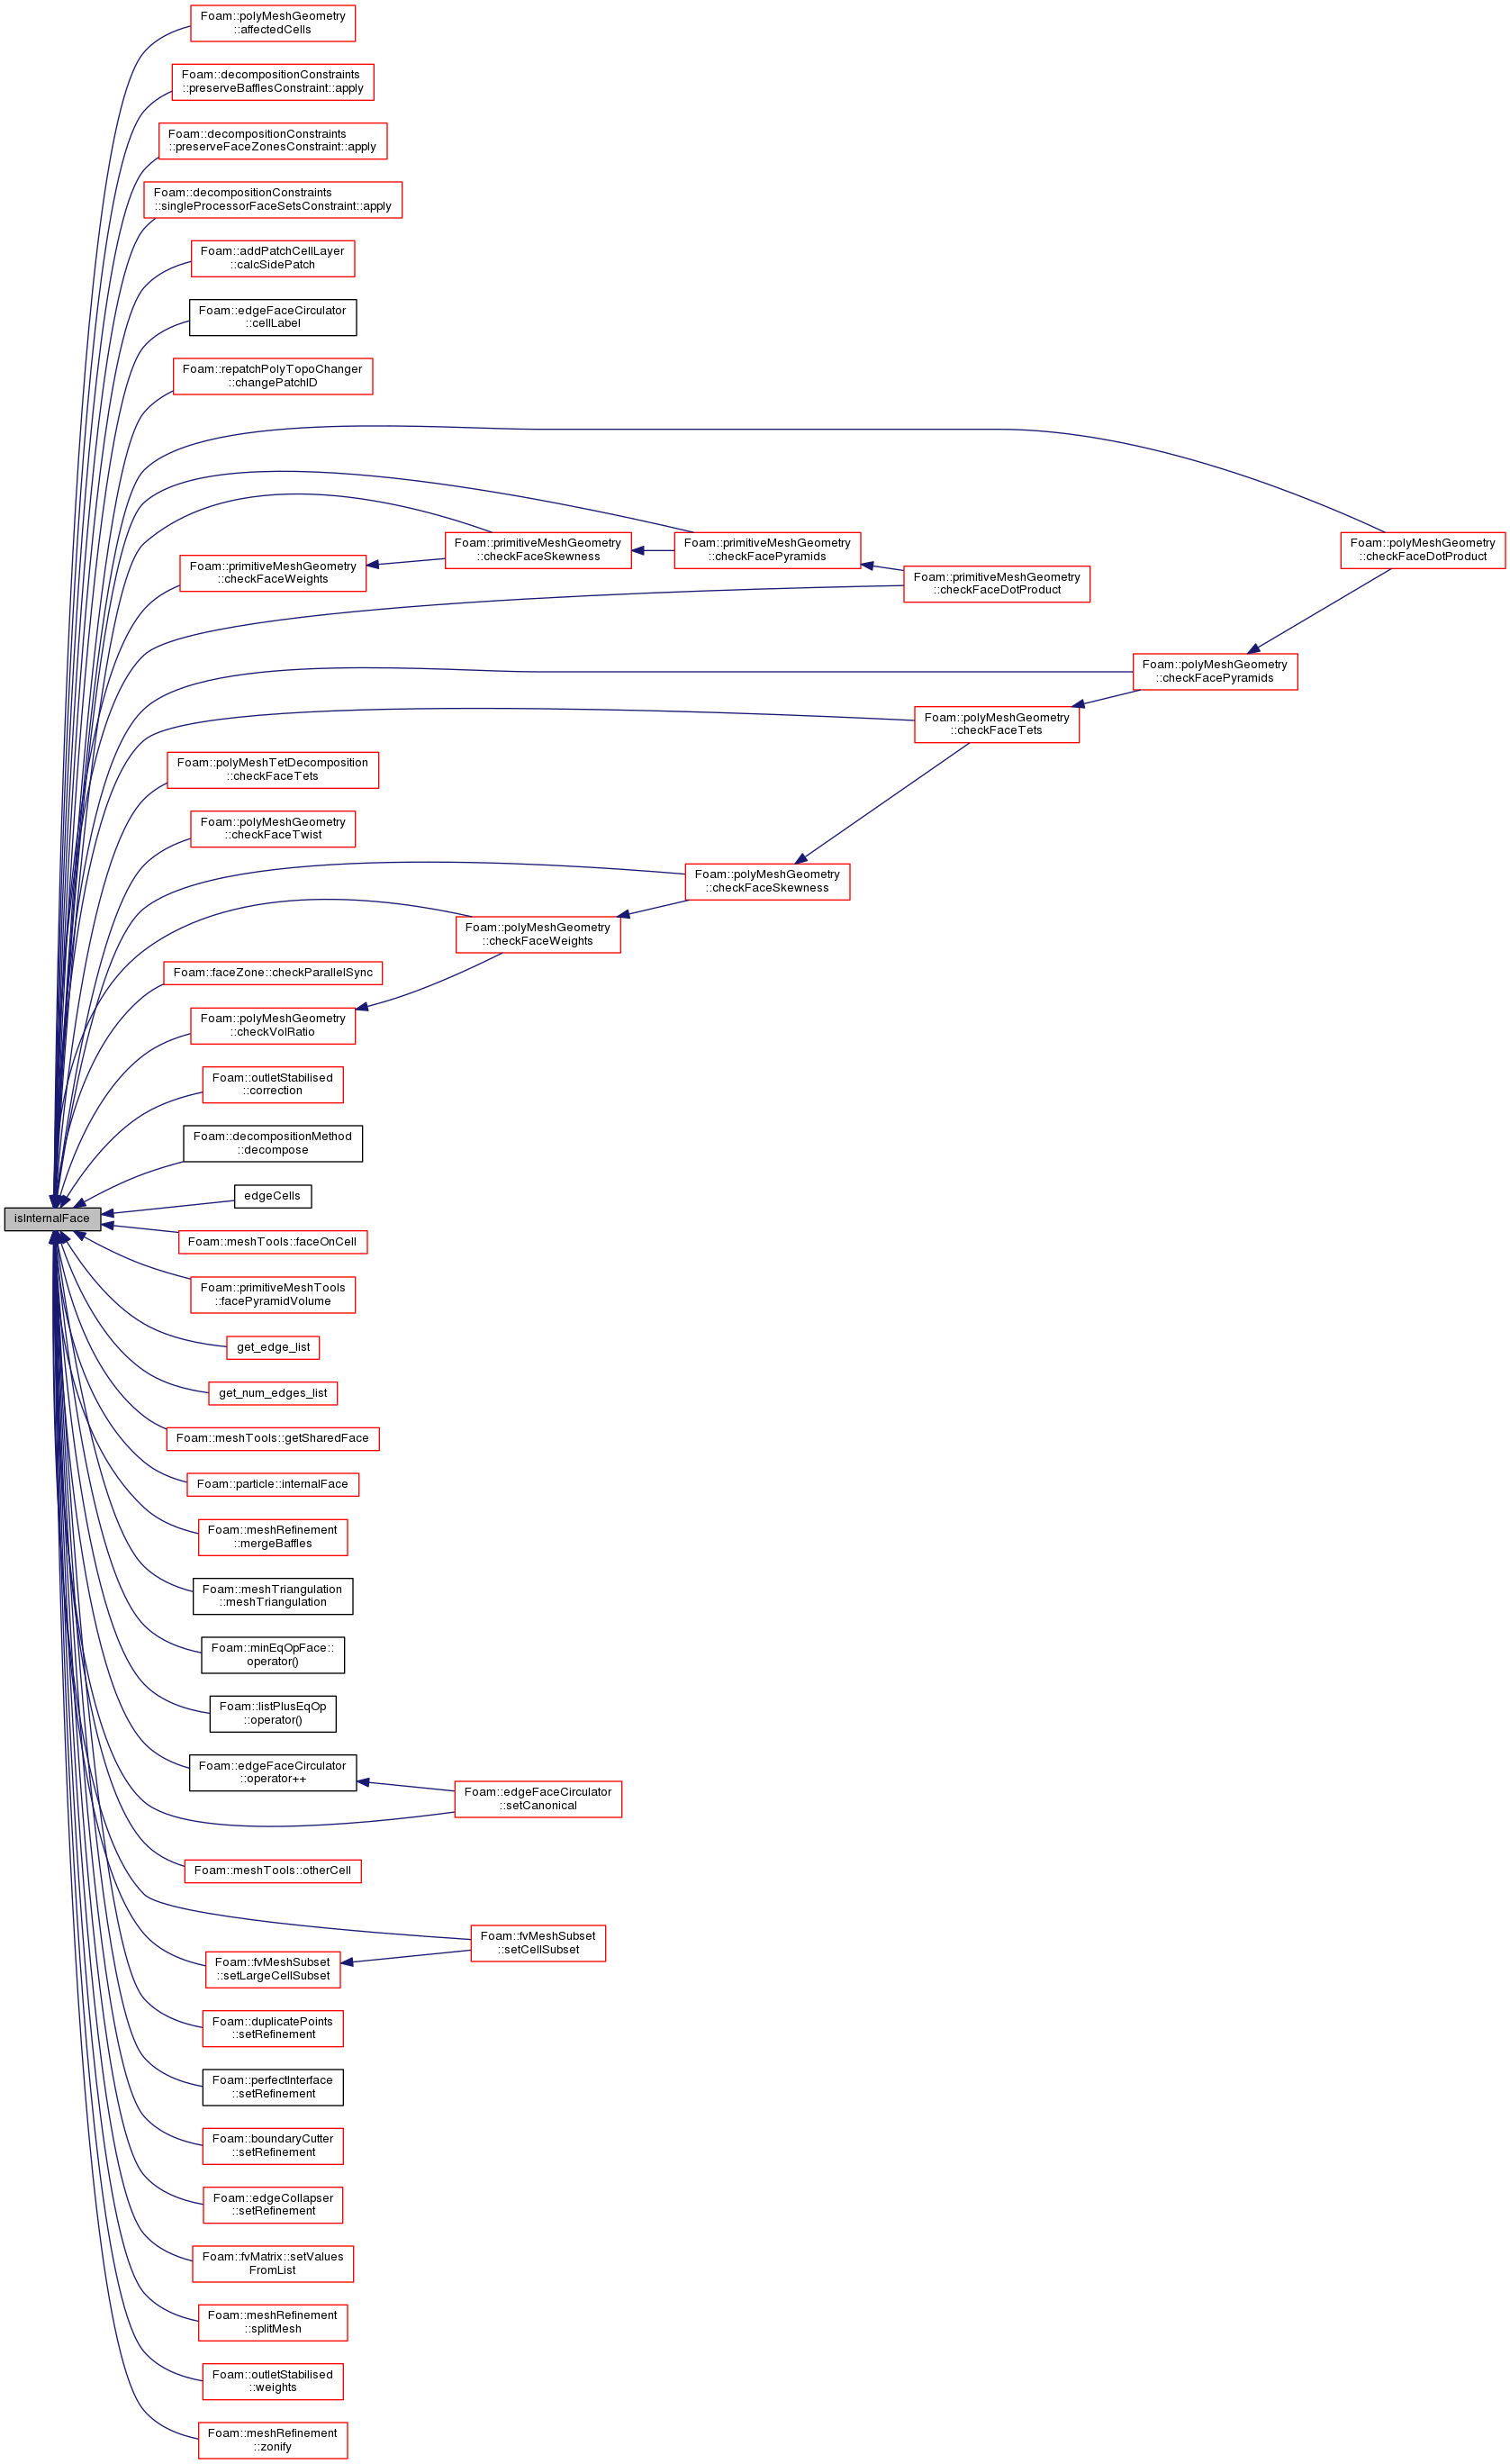 Foam::polyMeshGeometry
::affectedCells
Foam::decompositionConstraints
::preserveBafflesConstraint::apply
Foam::decompositionConstraints
::preserveFaceZonesConstraint::apply
Foam::decompositionConstraints
::singleProcessorFaceSetsConstraint::apply
Foam::addPatchCellLayer
::calcSidePatch
Foam::edgeFaceCirculator
::cellLabel
Foam::repatchPolyTopoChanger
::changePatchID
Foam::primitiveMeshGeometry
::checkFaceSkewness
Foam::primitiveMeshGeometry
::checkFacePyramids
Foam::polyMeshGeometry
::checkFaceDotProduct
Foam::primitiveMeshGeometry
::checkFaceWeights
Foam::primitiveMeshGeometry
::checkFaceDotProduct
Foam::polyMeshGeometry
::checkFacePyramids
Foam::polyMeshGeometry
::checkFaceTets
Foam::polyMeshTetDecomposition
::checkFaceTets
Foam::polyMeshGeometry
::checkFaceTwist
Foam::polyMeshGeometry
::checkFaceSkewness
Foam::polyMeshGeometry
::checkFaceWeights
Foam::faceZone::checkParallelSync
Foam::polyMeshGeometry
::checkVolRatio
Foam::outletStabilised
::correction
Foam::decompositionMethod
::decompose
edgeCells
isInternalFace
Foam::meshTools::faceOnCell
Foam::primitiveMeshTools
::facePyramidVolume
get_edge_list
get_num_edges_list
Foam::meshTools::getSharedFace
Foam::particle::internalFace
Foam::meshRefinement
::mergeBaffles
Foam::meshTriangulation
::meshTriangulation
Foam::minEqOpFace::
operator()
Foam::listPlusEqOp
::operator()
Foam::edgeFaceCirculator
::operator++
Foam::edgeFaceCirculator
::setCanonical
Foam::meshTools::otherCell
Foam::fvMeshSubset
::setCellSubset
Foam::fvMeshSubset
::setLargeCellSubset
Foam::duplicatePoints
::setRefinement
Foam::perfectInterface
::setRefinement
Foam::boundaryCutter
::setRefinement
Foam::edgeCollapser
::setRefinement
Foam::fvMatrix::setValues
FromList
Foam::meshRefinement
::splitMesh
Foam::outletStabilised
::weights
Foam::meshRefinement
::zonify